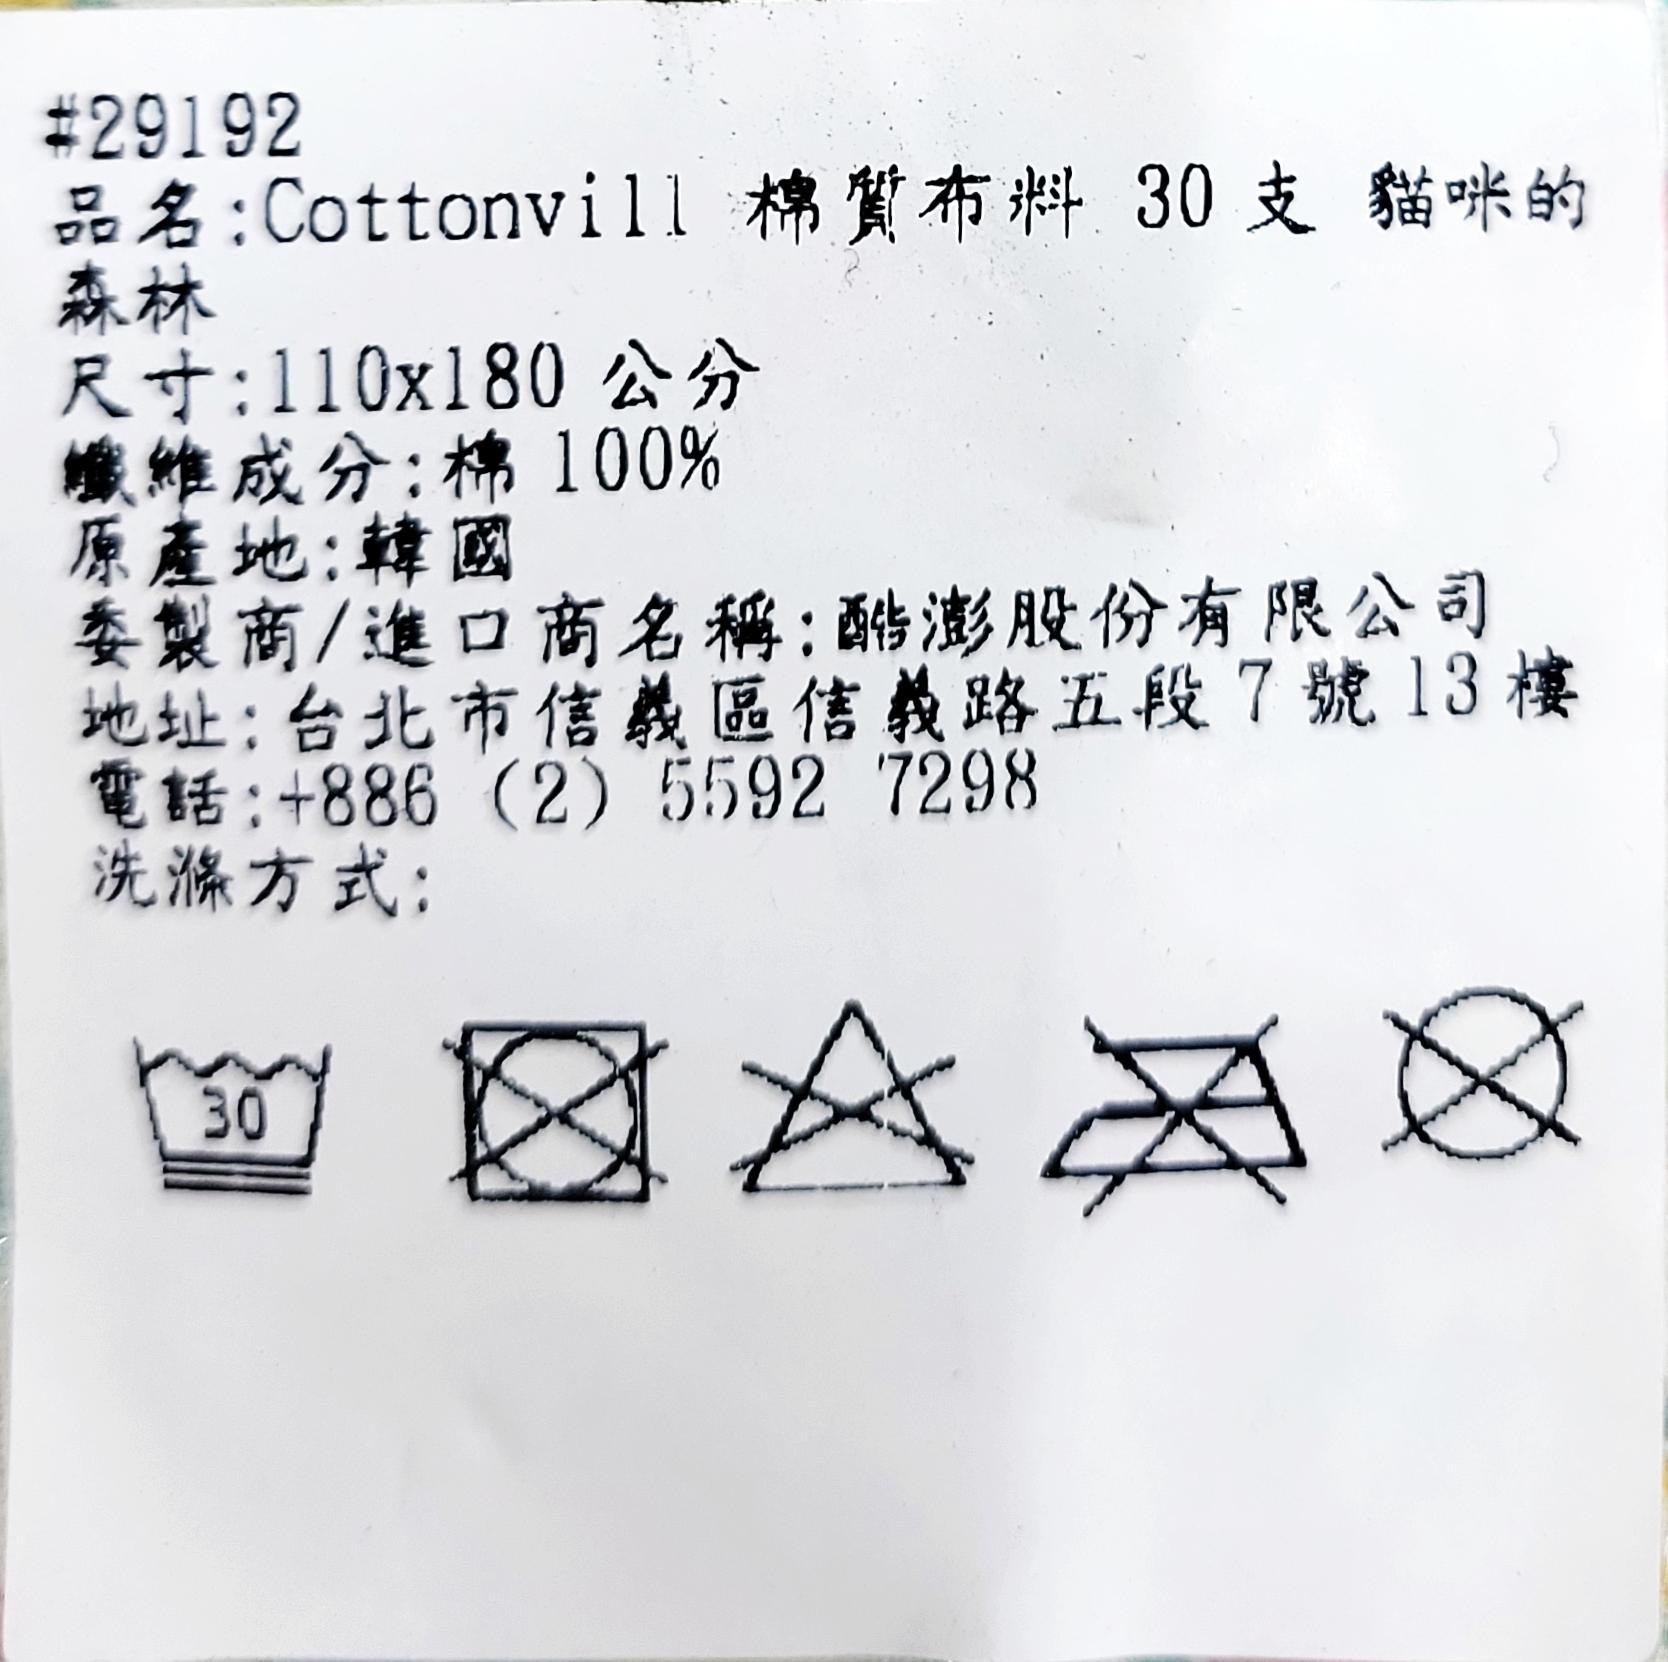 #29192
品名:Cottonvill 棉質布料 30 支 貓咪的
森林
尺寸:110x180 公分
纖維成分:棉 100%
原產地:韓國
委製商/進口商名稱:酷澎股份有限公司
地址:台北市信義區信義路五段 7 號 13 樓
電話:+886 (2) 5592 7298
洗滌方式:
30